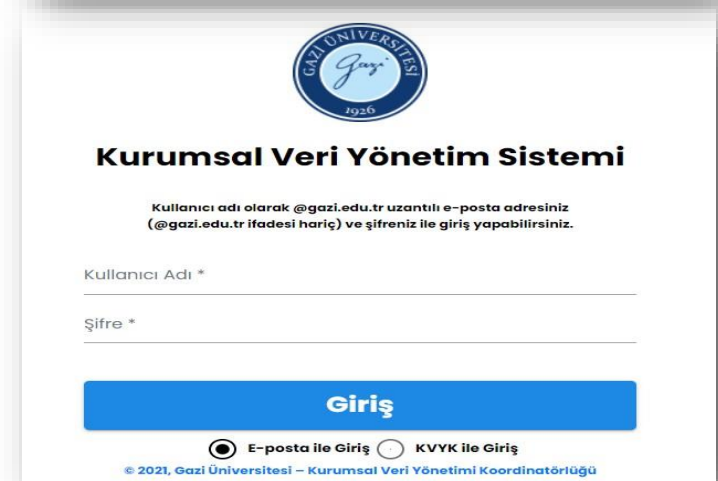 GAZİ ÜNİVERSİTESİ
Gazi
1926
Kurumsal Veri Yönetim Sistemi
Kullanıcı adı olarak @gazi.edu.tr uzantılı e-posta adresiniz
(@gazi.edu.tr ifadesi hariç) ve şifreniz ile giriş yapabilirsiniz.
Kullanıcı Adı *
Şifre *
Giriş
E-posta ile Giriş KVYK ile Giriş
© 2021, Gazi Üniversitesi – Kurumsal Veri Yönetimi Koordinatörlüğü